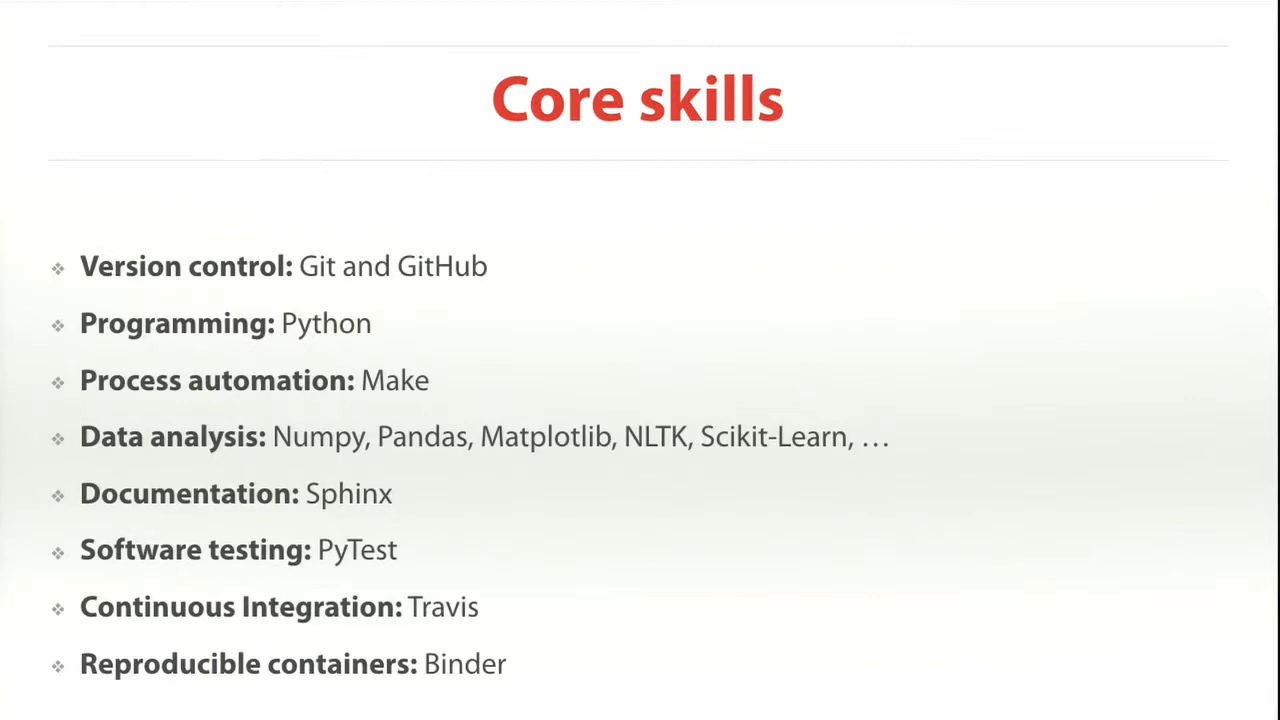 Core skills
Version control: Git and GitHub
Programming: Python
Process automation: Make
Data analysis: Numpy, Pandas, Matplotlib, NLTK, Scikit-Learn, …
Documentation: Sphinx
Software testing: PyTest
Continuous Integration: Travis
Reproducible containers: Binder